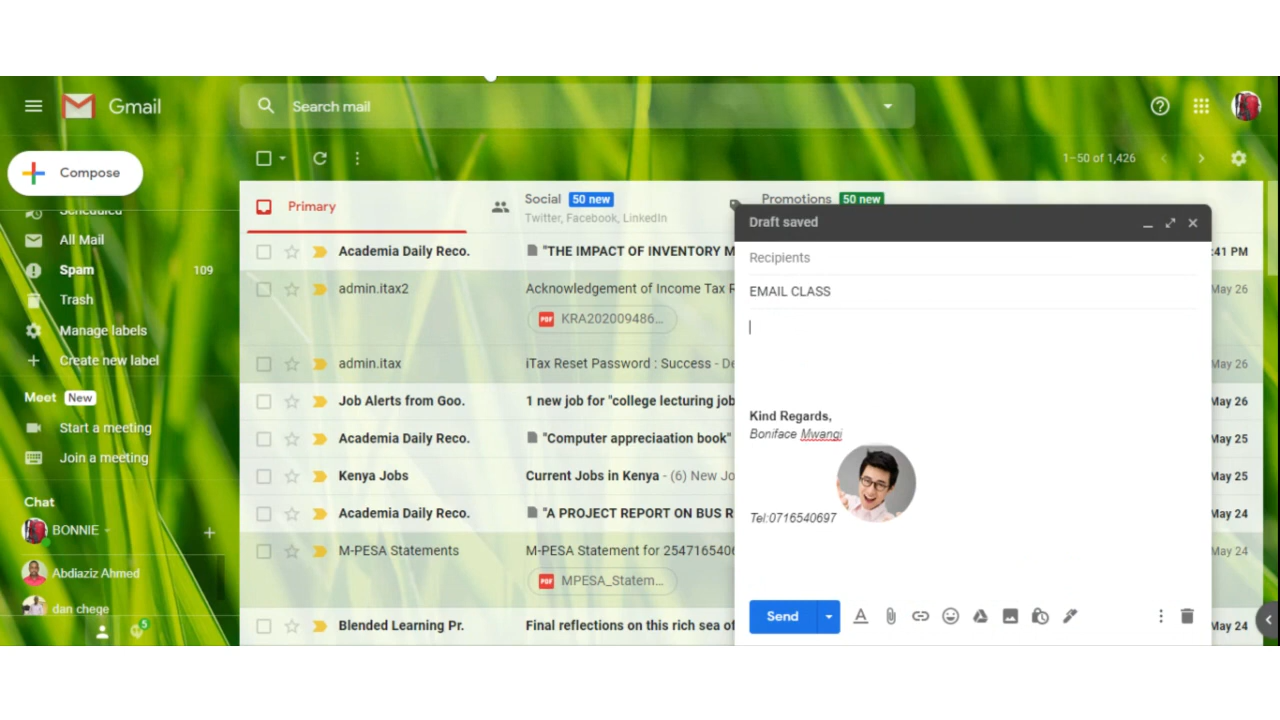 Gmail
Search mail
Compose
1–50 of 1,426
Scheduled
All Mail
Spam 109
Trash
Manage labels
Create new label
Meet New
Start a meeting
Join a meeting
Chat
BONNIE
Abdiaziz Ahmed
dan chege
5
Primary
Social 50 new
Twitter, Facebook, LinkedIn
Promotions 50 new
Academia Daily Reco. "THE IMPACT OF INVENTORY M :41 PM
admin.itax2 Acknowledgement of Income Tax R May 26
PDF KRA202009486...
admin.itax iTax Reset Password : Success - De May 26
Job Alerts from Goo. 1 new job for "college lecturing job May 26
Academia Daily Reco. "Computer appreciaation book" May 25
Kenya Jobs Current Jobs in Kenya - (6) New Jo May 25
Academia Daily Reco. "A PROJECT REPORT ON BUS R May 24
M-PESA Statements M-PESA Statement for 2547165406 May 24
PDF MPESA_Statem...
Blended Learning Pr. Final reflections on this rich sea of May 24
Draft saved
Recipients
EMAIL CLASS
Kind Regards,
Boniface Mwangi
Tel:0716540697
Send